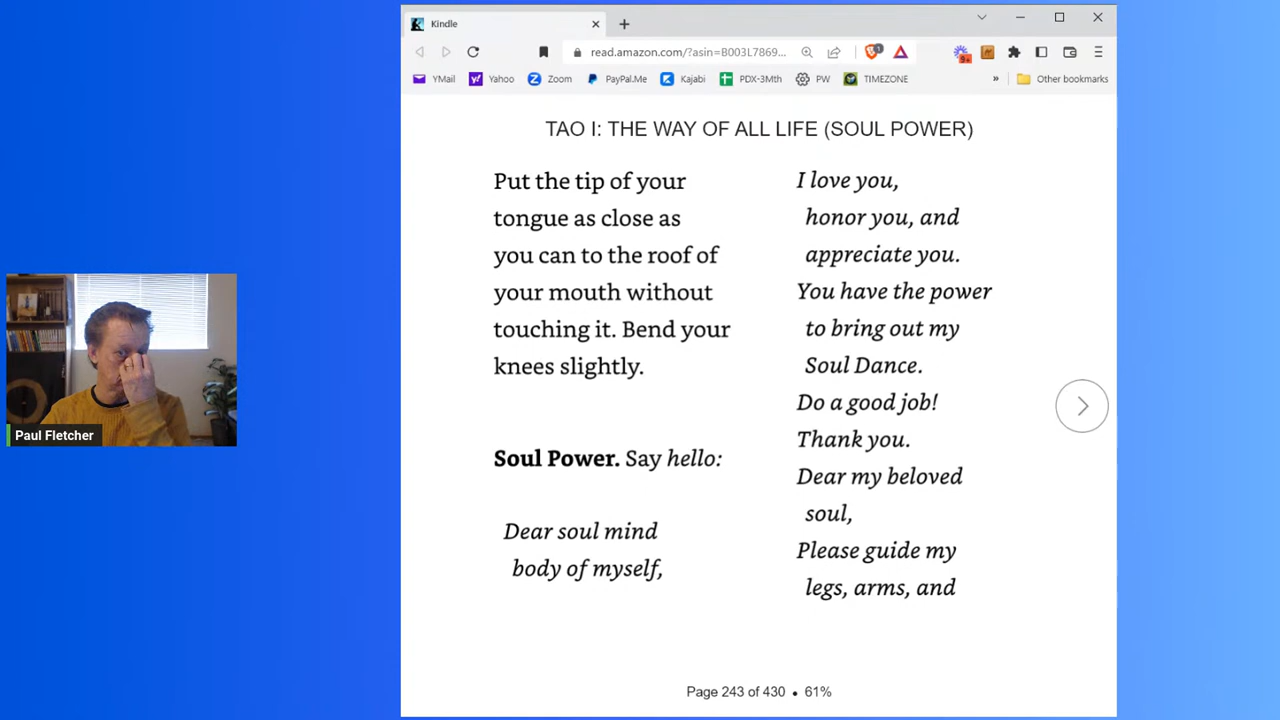 Kindle
read.amazon.com/?asin=B003L7869...
1
9+
YMail
Yahoo
Zoom
PayPal.Me
Kajabi
PDX-3Mth
PW
TIMEZONE
»
Other bookmarks
TAO I: THE WAY OF ALL LIFE (SOUL POWER)
Put the tip of your
tongue as close as
you can to the roof of
your mouth without
touching it. Bend your
knees slightly.
Soul Power. Say hello:
Dear soul mind
body of myself,
I love you,
honor you, and
appreciate you.
You have the power
to bring out my
Soul Dance.
Do a good job!
Thank you.
Dear my beloved
soul,
Please guide my
legs, arms, and
Page 243 of 430 • 61%
Paul Fletcher